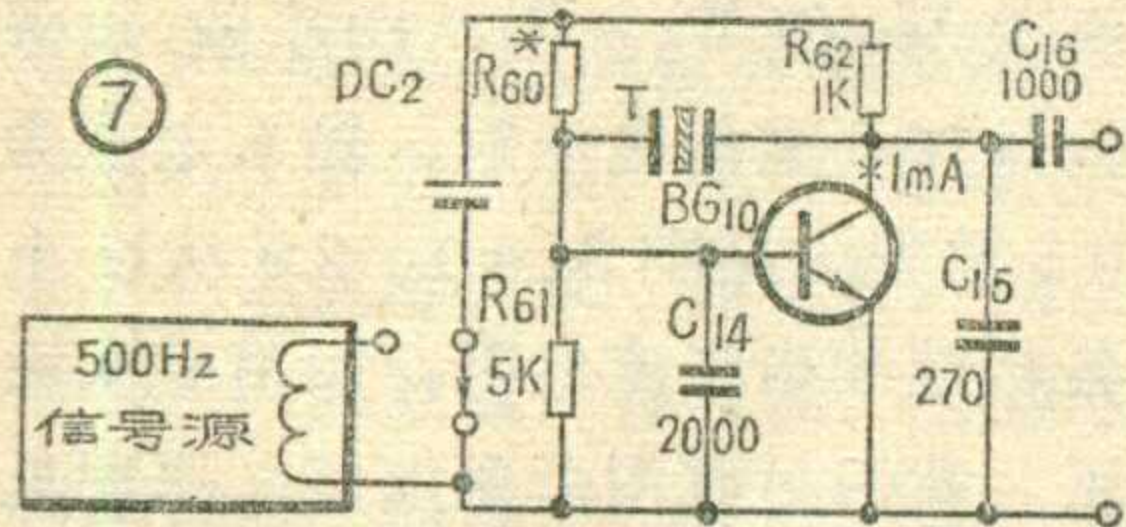 ⑦
DC2
*
R60
R62
1K
C16
1000
T
*1mA
BG10
R61
5K
C14
2000
C15
270
500Hz
信号源